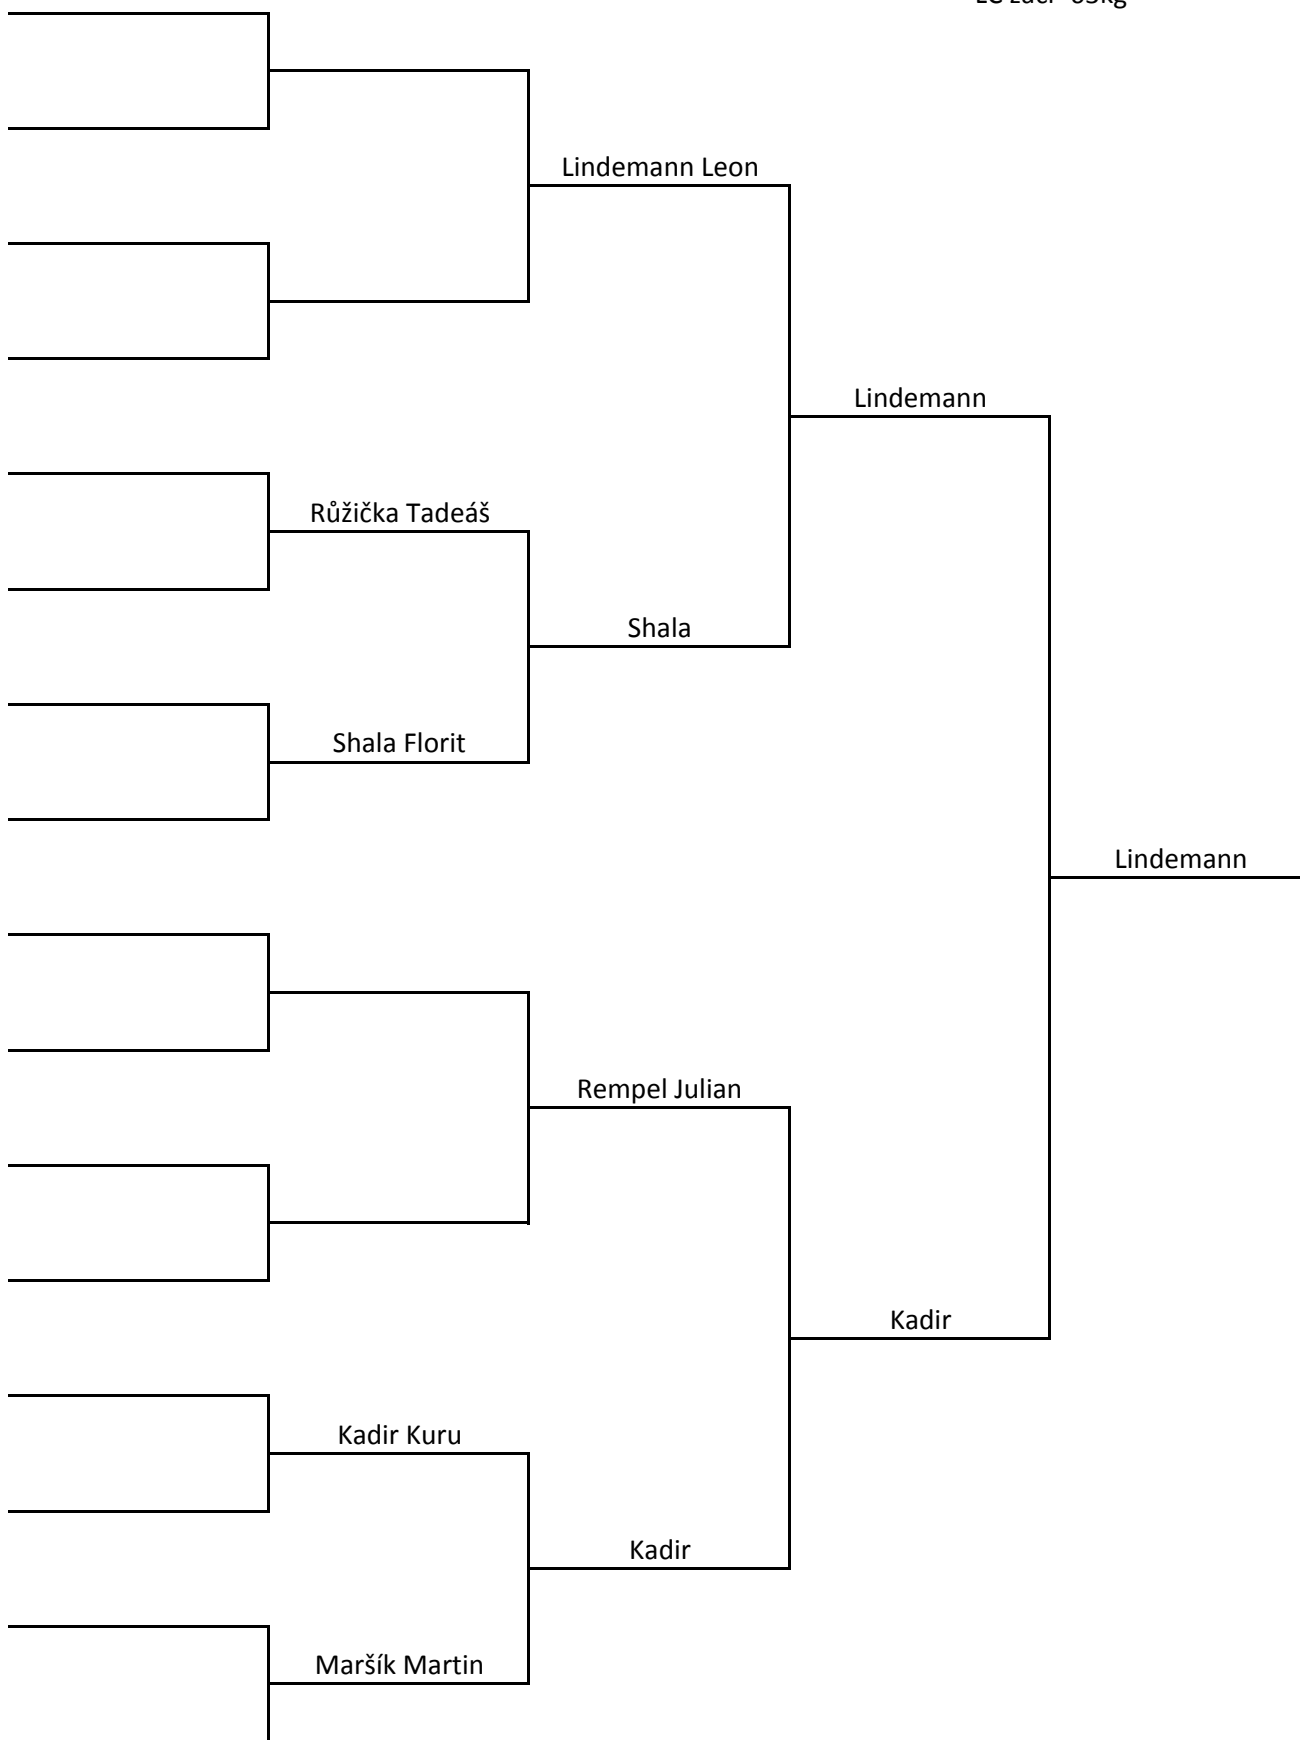 Lindemann Leon
Lindemann
Růžička Tadeáš
Shala
Shala Florit
Lindemann
Rempel Julian
Kadir
Kadir Kuru
Kadir
Maršík Martin